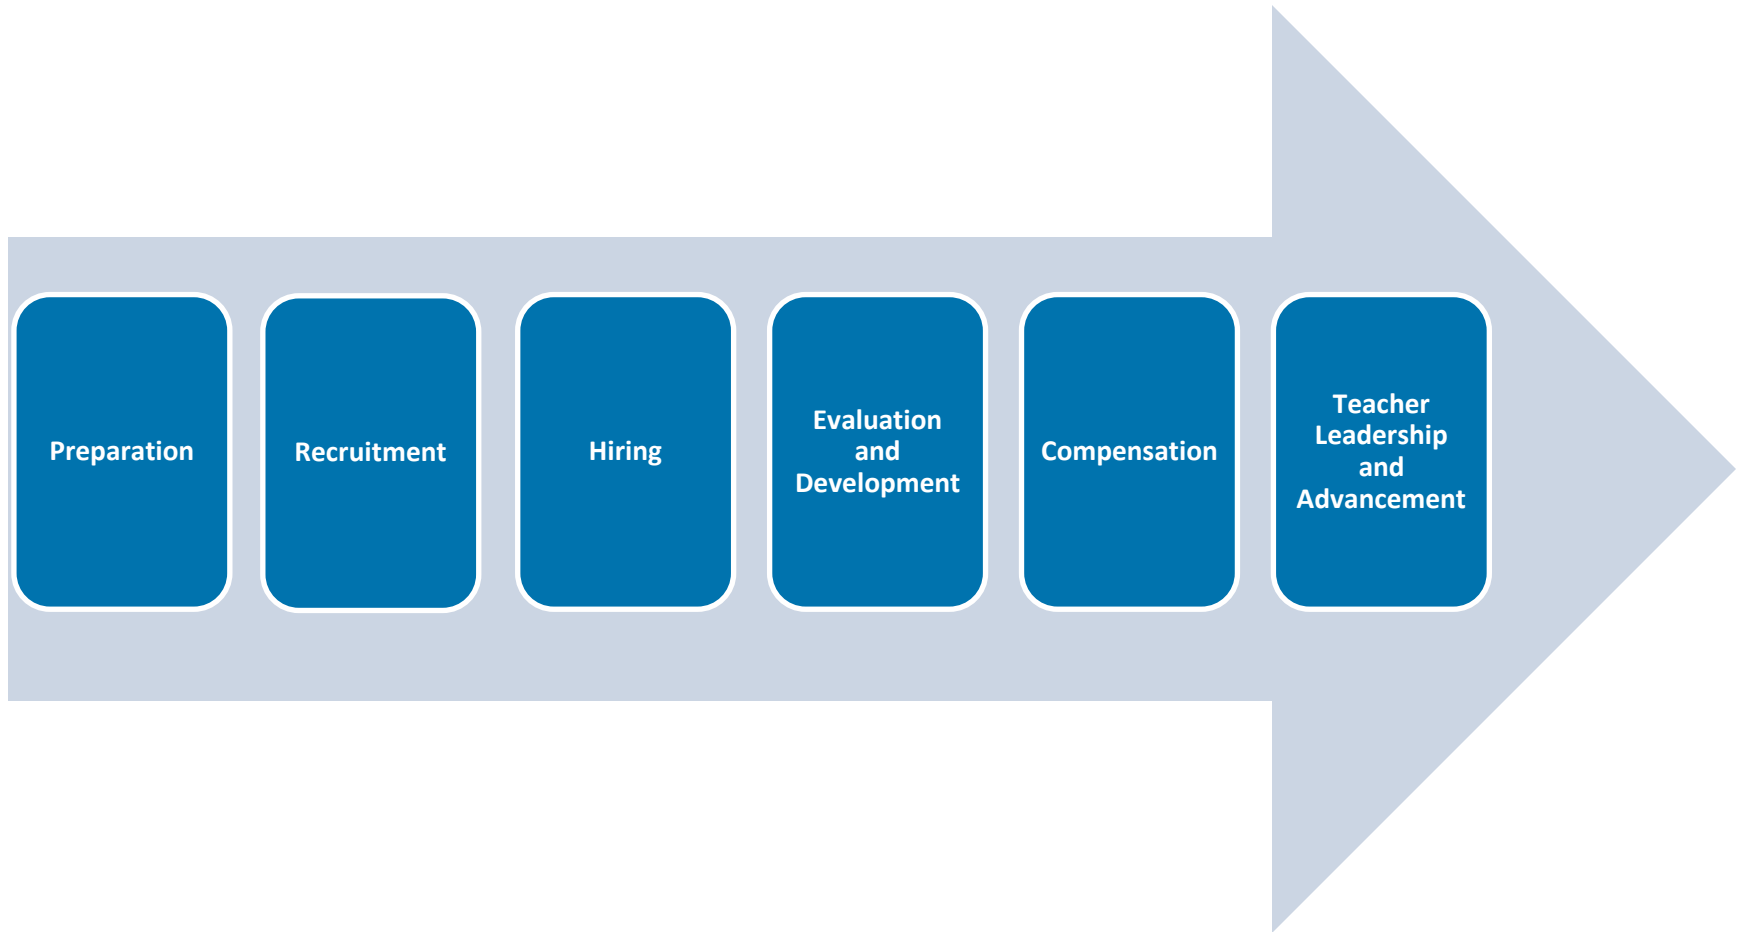 Preparation
Recruitment
Hiring
Evaluation
and
Development
Compensation
Teacher
Leadership
and
Advancement